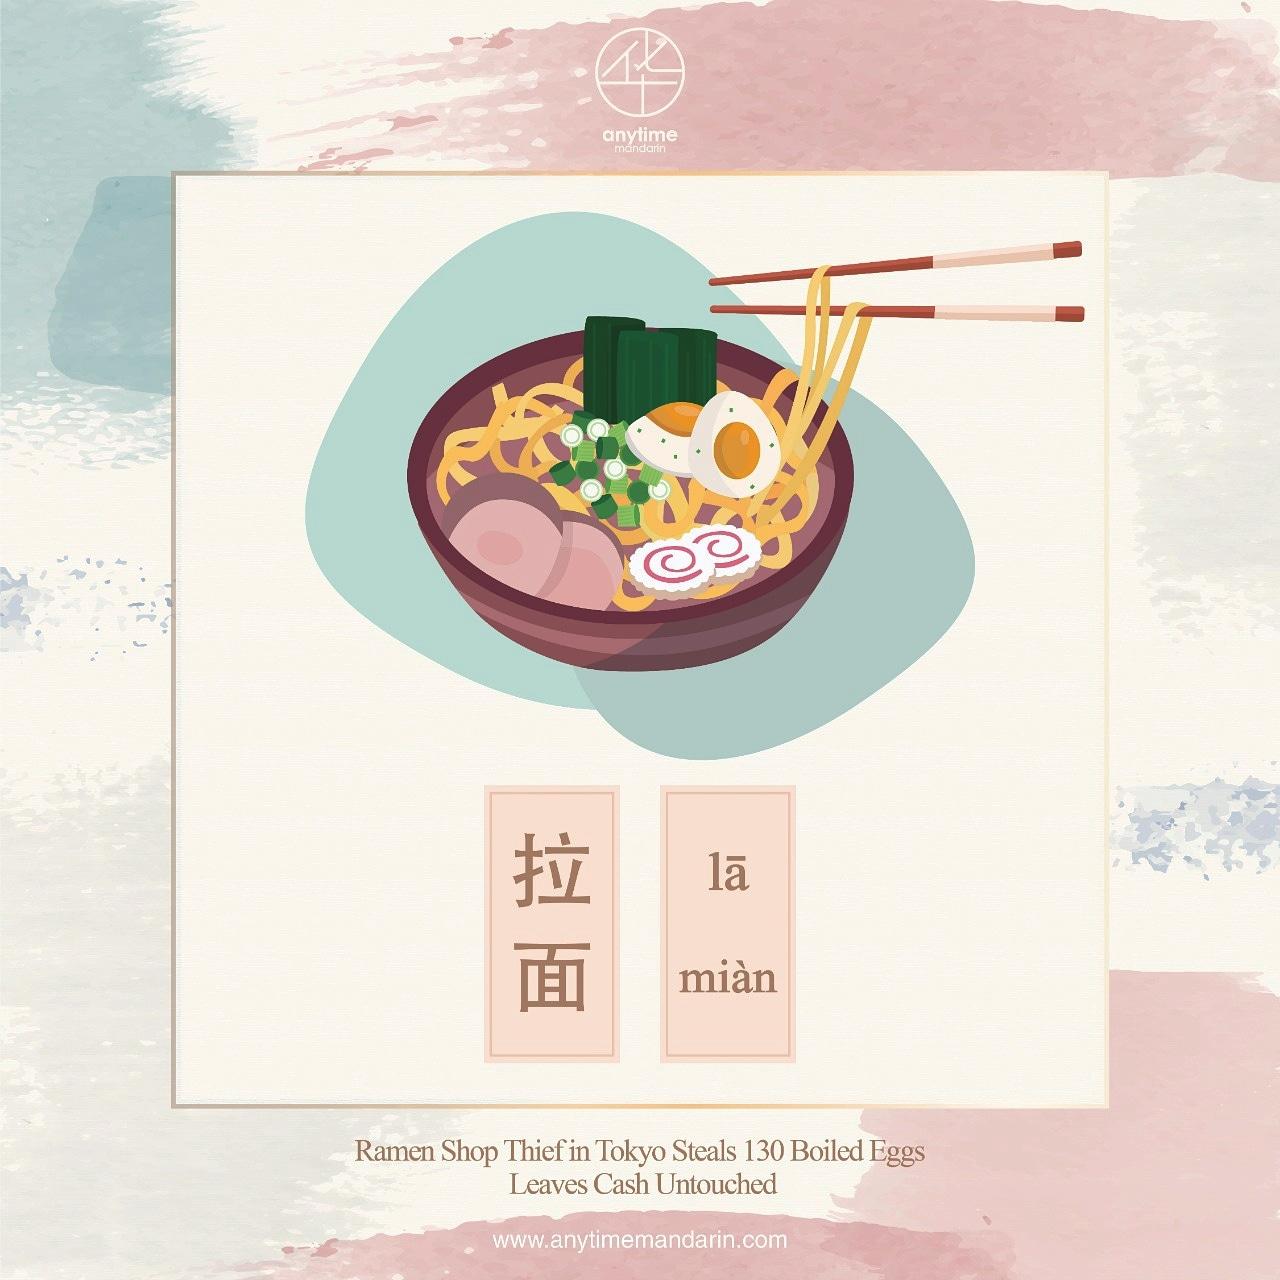 华
anytime
mandarin
拉
面
lā
miàn
Ramen Shop Thief in Tokyo Steals 130 Boiled Eggs
Leaves Cash Untouched
www.anytimemandarin.com